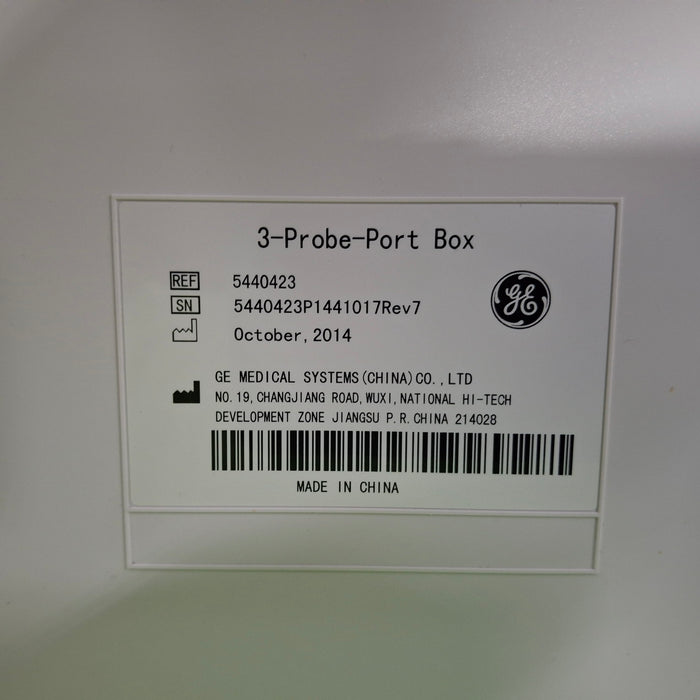 3-Probe-Port Box
REF 5440423
SN 5440423P1441017Rev7
October, 2014
GE
GE MEDICAL SYSTEMS(CHINA)CO.,LTD
NO.19,CHANGJIANG ROAD,WUXI,NATIONAL HI-TECH
DEVELOPMENT ZONE JIANGSU P.R.CHINA 214028
MADE IN CHINA